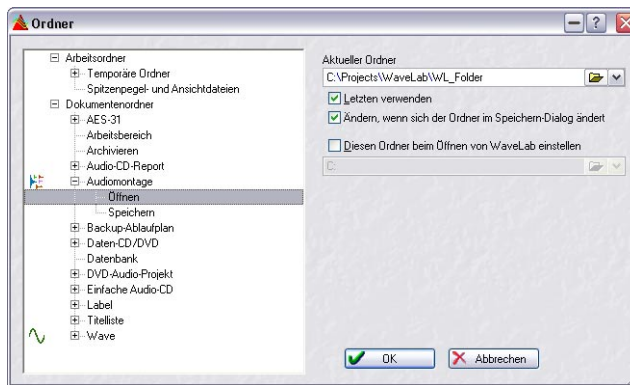 Ordner
Arbeitsordner
Temporäre Ordner
Spitzenpegel- und Ansichtdateien
Dokumentenordner
AES-31
Arbeitsbereich
Archivieren
Audio-CD-Report
Audiomontage
Öffnen
Speichern
Backup-Ablaufplan
Daten-CD/DVD
Datenbank
DVD-Audio-Projekt
Einfache Audio-CD
Label
Titelliste
Wave
Aktueller Ordner
C:\Projects\WaveLab\WL_Folder
Letzten verwenden
Ändern, wenn sich der Ordner im Speichern-Dialog ändert
Diesen Ordner beim Öffnen von WaveLab einstellen
C:
OK
Abbrechen